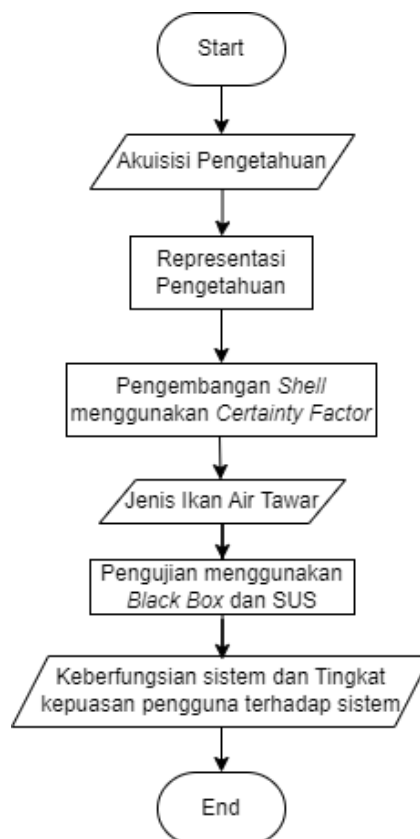 Start
Akuisisi Pengetahuan
Representasi
Pengetahuan
Pengembangan Shell
menggunakan Certainty Factor
Jenis Ikan Air Tawar
Pengujian menggunakan
Black Box dan SUS
Keberfungsian sistem dan Tingkat
kepuasan pengguna terhadap sistem
End